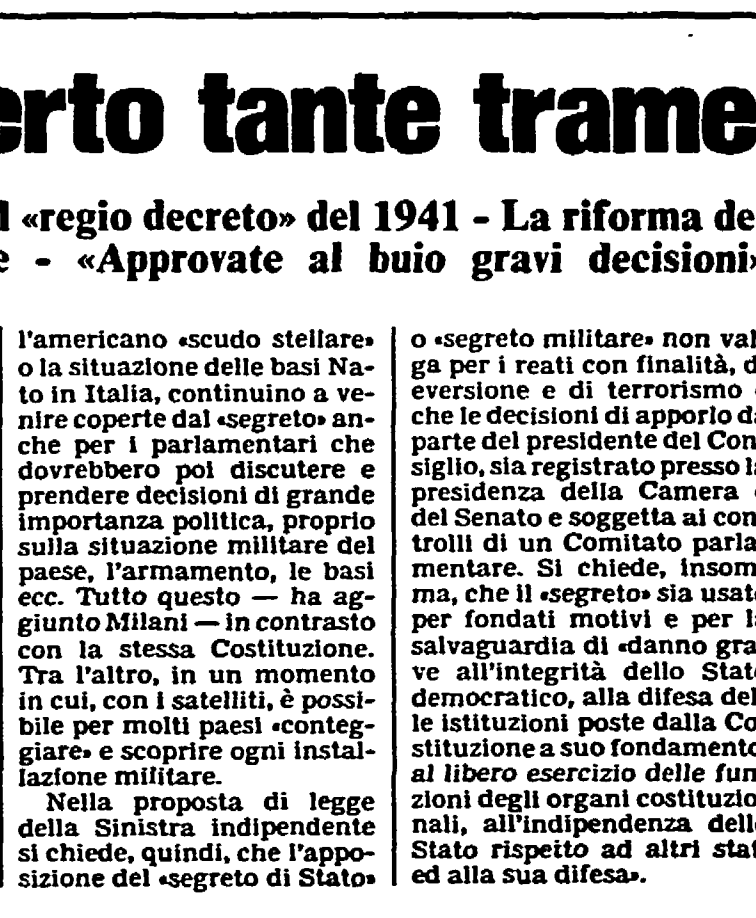 erto tante trame
l «regio decreto» del 1941 - La riforma de
e - «Approvate al buio gravi decisioni»
l'americano «scudo stellare»
o la situazione delle basi Na-
to in Italia, continuino a ve-
nire coperte dal «segreto» an-
che per i parlamentari che
dovrebbero poi discutere e
prendere decisioni di grande
importanza politica, proprio
sulla situazione militare del
paese, l'armamento, le basi
ecc. Tutto questo — ha ag-
giunto Milani — in contrasto
con la stessa Costituzione.
Tra l'altro, in un momento
in cui, con i satelliti, è possi-
bile per molti paesi «conteg-
giare» e scoprire ogni instal-
lazione militare.
Nella proposta di legge
della Sinistra indipendente
si chiede, quindi, che l'appo-
sizione del «segreto di Stato»
o «segreto militare» non val
ga per i reati con finalità, d
eversione e di terrorismo
che le decisioni di apporlo da
parte del presidente del Con
siglio, sia registrato presso la
presidenza della Camera
del Senato e soggetta ai con
trolli di un Comitato parla
mentare. Si chiede, insom
ma, che il «segreto» sia usato
per fondati motivi e per l
salvaguardia di «danno gra
ve all'integrità dello Stato
democratico, alla difesa del
le istituzioni poste dalla Co
stituzione a suo fondamento
al libero esercizio delle fun
zioni degli organi costituzio
nali, all'indipendenza dello
Stato rispeito ad altri stat
ed alla sua difesa».